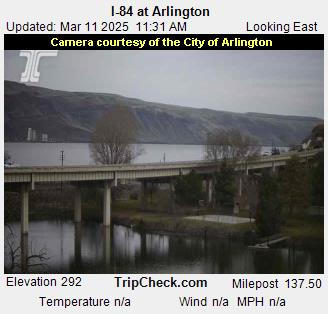 I-84 at Arlington
Updated: Mar 11 2025 11:31 AM Looking East
Camera courtesy of the City of Arlington
Elevation 292 TripCheck.com Milepost 137.50
Temperature n/a Wind n/a MPH n/a